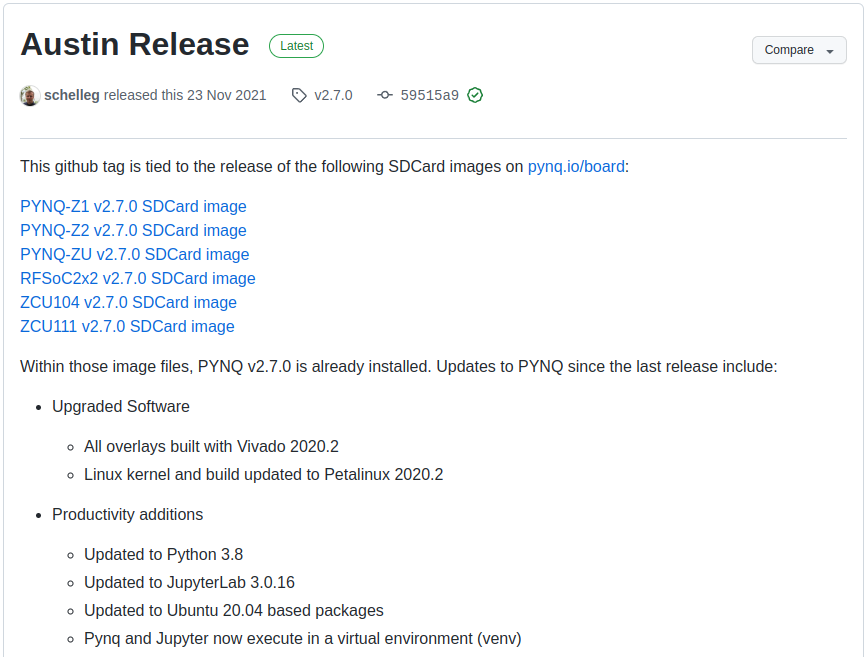 Austin Release Latest
Compare
schelleg released this 23 Nov 2021 v2.7.0 59515a9
This github tag is tied to the release of the following SDCard images on pynq.io/board:
PYNQ-Z1 v2.7.0 SDCard image
PYNQ-Z2 v2.7.0 SDCard image
PYNQ-ZU v2.7.0 SDCard image
RFSoC2x2 v2.7.0 SDCard image
ZCU104 v2.7.0 SDCard image
ZCU111 v2.7.0 SDCard image
Within those image files, PYNQ v2.7.0 is already installed. Updates to PYNQ since the last release include:
Upgraded Software
All overlays built with Vivado 2020.2
Linux kernel and build updated to Petalinux 2020.2
Productivity additions
Updated to Python 3.8
Updated to JupyterLab 3.0.16
Updated to Ubuntu 20.04 based packages
Pynq and Jupyter now execute in a virtual environment (venv)